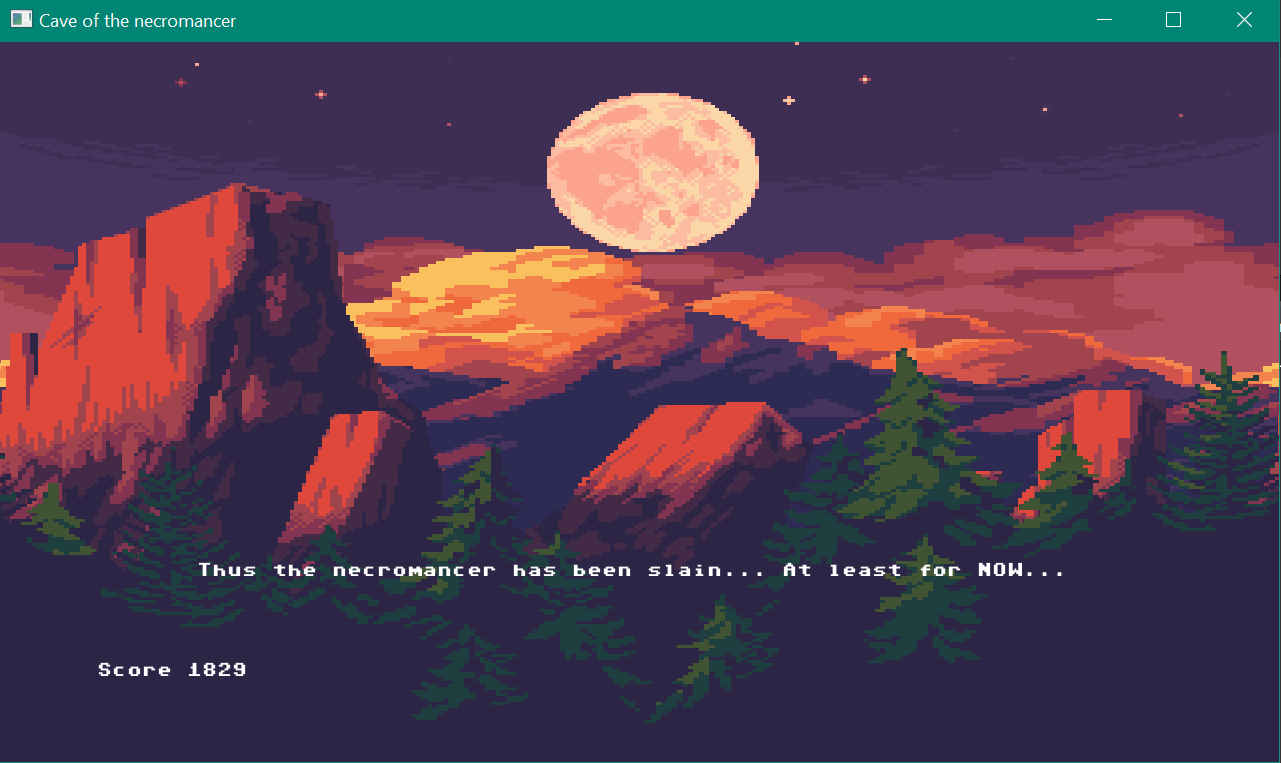 Cave of the necromancer
Thus the necromancer has been slain... At least for NOW...
Score 1829